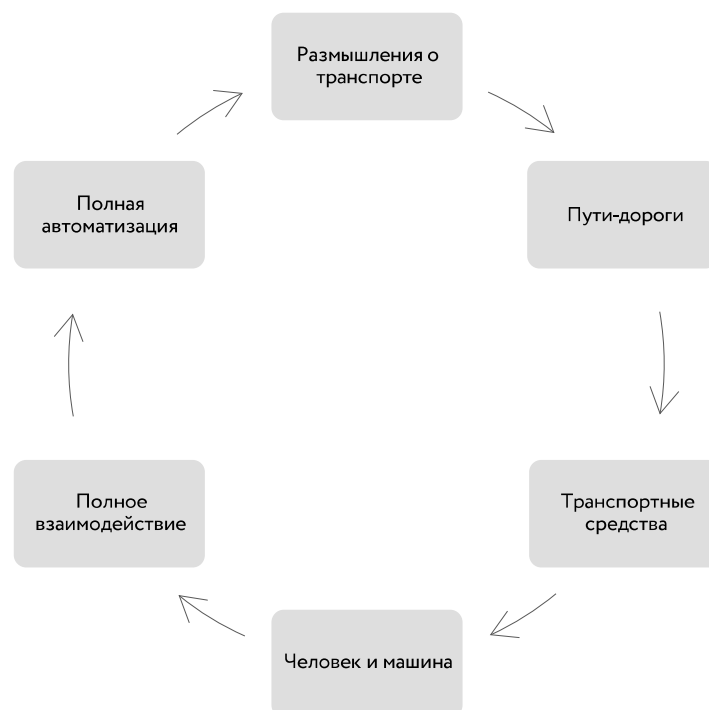 Размышления о
транспорте
Пути-дороги
Транспортные
средства
Человек и машина
Полное
взаимодействие
Полная
автоматизация